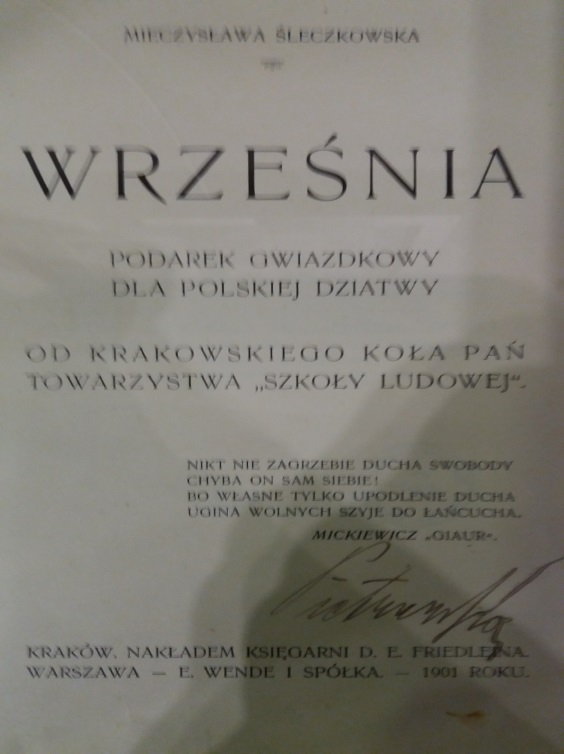 MIECZYSŁAWA ŚLECZKOWSKA
WRZEŚNIA
PODAREK GWIAZDKOWY
DLA POLSKIEJ DZIATWY
OD KRAKOWSKIEGO KOŁA PAŃ
TOWARZYSTWA „SZKOŁY LUDOWEJ“.
NIKT NIE ZAGRZEBIE DUCHA SWOBODY
CHYBA ON SAM SIEBIE!
BO WŁASNE TYLKO UPODLENIE DUCHA
UGINA WOLNYCH SZYJE DO ŁAŃCUCHA.
MICKIEWICZ „GIAUR“.
KRAKÓW. NAKŁADEM KSIĘGARNI D. E. FRIEDLEINA.
WARSZAWA — E. WENDE I SPÓŁKA. — 1901 ROKU.